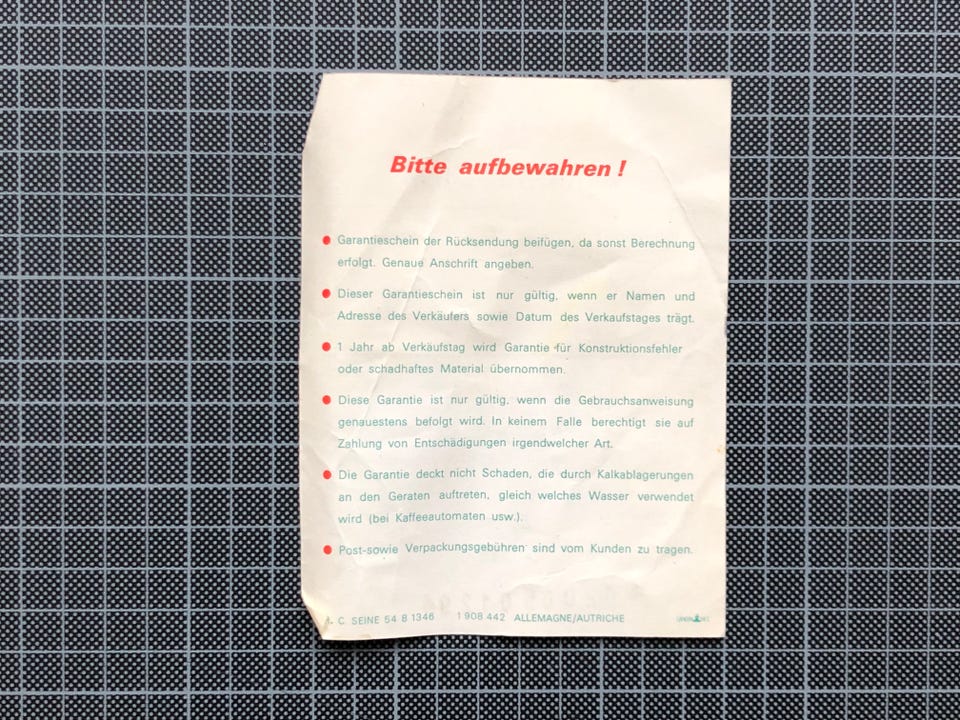 Bitte aufbewahren !
Garantieschein der Rücksendung beifügen, da sonst Berechnung
erfolgt. Genaue Anschrift angeben.
Dieser Garantieschein ist nur gültig, wenn er Namen und
Adresse des Verkäufers sowie Datum des Verkaufstages trägt.
1 Jahr ab Verkäufstag wird Garantie für Konstruktionsfehler
oder schadhaftes Material übernommen.
Diese Garantie ist nur gültig, wenn die Gebrauchsanweisung
genauestens befolgt wird. In keinem Falle berechtigt sie auf
Zahlung von Entschädigungen irgendwelcher Art.
Die Garantie deckt nicht Schaden, die durch Kalkablagerungen
an den Geraten auftreten, gleich welches Wasser verwendet
wird (bei Kaffeeautomaten usw.).
Post-sowie Verpackungsgebühren sind vom Kunden zu tragen.
C. SEINE 54 B 1346 1 908 442 ALLEMAGNE/AUTRICHE